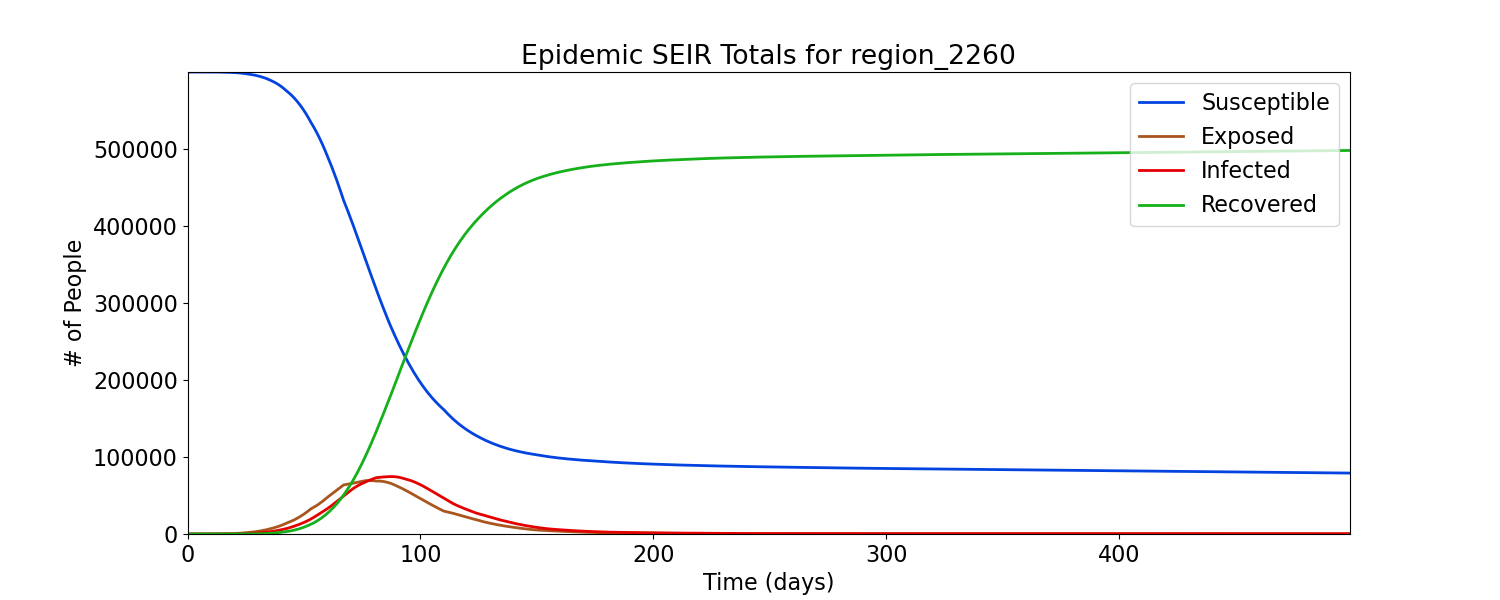 Epidemic SEIR Totals for region_2260
Susceptible
Exposed
Infected
Recovered
# of People
500000
400000
300000
200000
100000
0
0 100 200 300 400
Time (days)